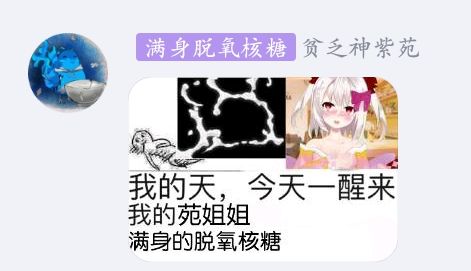 满身脱氧核糖 贫乏神紫苑
我的天，今天一醒来
我的苑姐姐
满身的脱氧核糖